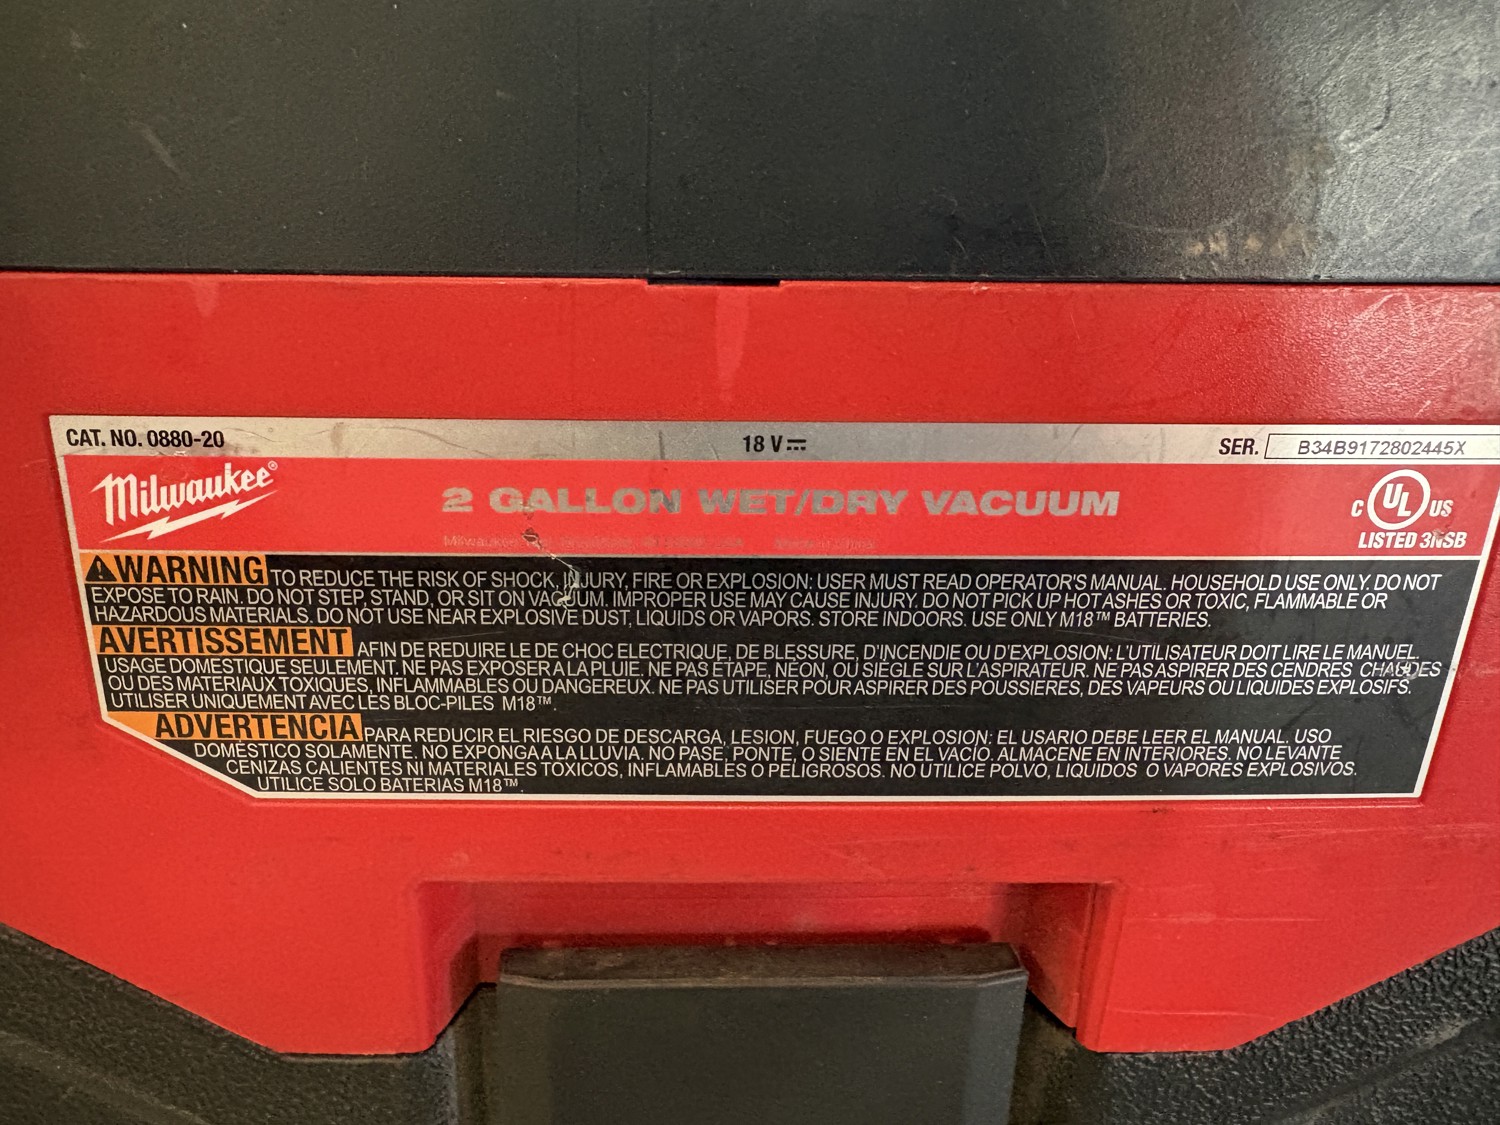 CAT. NO. 0880-20 18 V SER. B34B9172802445X
Milwaukee®
2 GALLON WET/DRY VACUUM
C UL US
LISTED 3NSB
Milwaukee
WARNING TO REDUCE THE RISK OF SHOCK, INJURY, FIRE OR EXPLOSION: USER MUST READ OPERATOR'S MANUAL. HOUSEHOLD USE ONLY. DO NOT
EXPOSE TO RAIN. DO NOT STEP, STAND, OR SIT ON VACUUM. IMPROPER USE MAY CAUSE INJURY. DO NOT PICK UP HOT ASHES OR TOXIC, FLAMMABLE OR
HAZARDOUS MATERIALS. DO NOT USE NEAR EXPLOSIVE DUST, LIQUIDS OR VAPORS. STORE INDOORS. USE ONLY M18™ BATTERIES.
AVERTISSEMENT AFIN DE REDUIRE LE DE CHOC ELECTRIQUE, DE BLESSURE, D'INCENDIE OU D'EXPLOSION: L'UTILISATEUR DOIT LIRE LE MANUEL.
USAGE DOMESTIQUE SEULEMENT. NE PAS EXPOSER A LA PLUIE. NE PAS ETAPE, NEON, OU SIEGLE SUR L'ASPIRATEUR. NE PAS ASPIRER DES CENDRES CHAUDES
OU DES MATERIAUX TOXIQUES, INFLAMMABLES OU DANGEREUX. NE PAS UTILISER POUR ASPIRER DES POUSSIERES, DES VAPEURS OU LIQUIDES EXPLOSIFS.
UTILISER UNIQUEMENT AVEC LES BLOC-PILES M18™.
ADVERTENCIA PARA REDUCIR EL RIESGO DE DESCARGA, LESION, FUEGO O EXPLOSION: EL USARIO DEBE LEER EL MANUAL. USO
DOMÉSTICO SOLAMENTE. NO EXPONGA A LA LLUVIA. NO PASE, PONTE, O SIENTE EN EL VACIO. ALMACENE EN INTERIORES. NO LEVANTE
CENIZAS CALIENTES NI MATERIALES TOXICOS, INFLAMABLES O PELIGROSOS. NO UTILICE POLVO, LIQUIDOS O VAPORES EXPLOSIVOS.
UTILICE SOLO BATERIAS M18™.